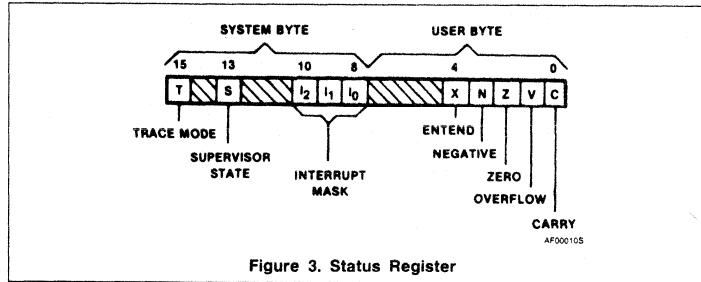 SYSTEM BYTE USER BYTE
15 13 10 8 4 0
T S I2 I1 I0 X N Z V C
TRACE MODE
SUPERVISOR
STATE
INTERRUPT
MASK
ENTEND
NEGATIVE
ZERO
OVERFLOW
CARRY
AF00010S
Figure 3. Status Register